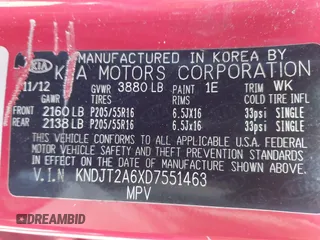 MANUFACTURED IN KOREA BY
KIA KIA MOTORS CORPORATION
11/12 GVWR 3880 LB PAINT 1E TRIM WK
GAWR TIRES RIMS COLD TIRE INFL
FRONT 2160 LB P205/55R16 6.5JX16 33psi SINGLE
REAR 2138 LB P205/55R16 6.5JX16 33psi SINGLE
THIS VEHICLE CONFORMS TO ALL APPLICABLE U.S.A. FEDERAL MOTOR VEHICLE SAFETY AND THEFT PREVENTION STANDARDS IN EFFECT ON THE DATE OF MANUFACTURE SHOWN ABOVE
V.I.N KNDJT2A6XD7551463
MPV
DREAMBID